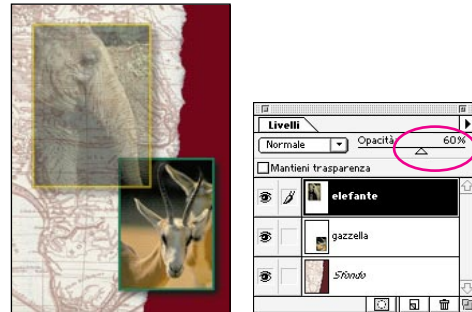 Livelli
Normale Opacità: 60%
Mantieni trasparenza
elefante
gazzella
Sfondo